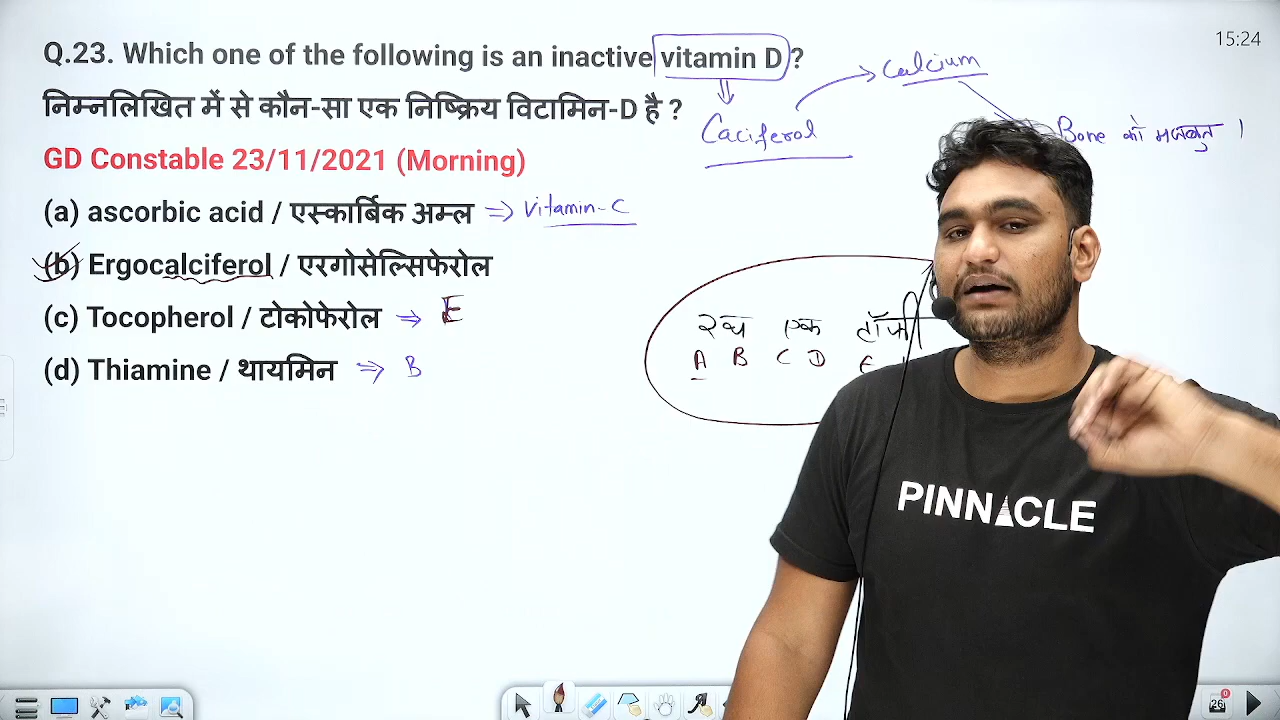 15:24
Q.23. Which one of the following is an inactive vitamin D ?
Calcium
निम्नलिखित में से कौन-सा एक निष्क्रिय विटामिन-D है ?
Caciferol
Bone को मजबुत ।
GD Constable 23/11/2021 (Morning)
(a) ascorbic acid / एस्कार्बिक अम्ल ⇒ Vitamin-C
(b) Ergocalciferol / एरगोसेल्सिफेरोल
(c) Tocopherol / टोकोफेरोल → E
(d) Thiamine / थायमिन ⇒ B
A B C D E
PINNACLE